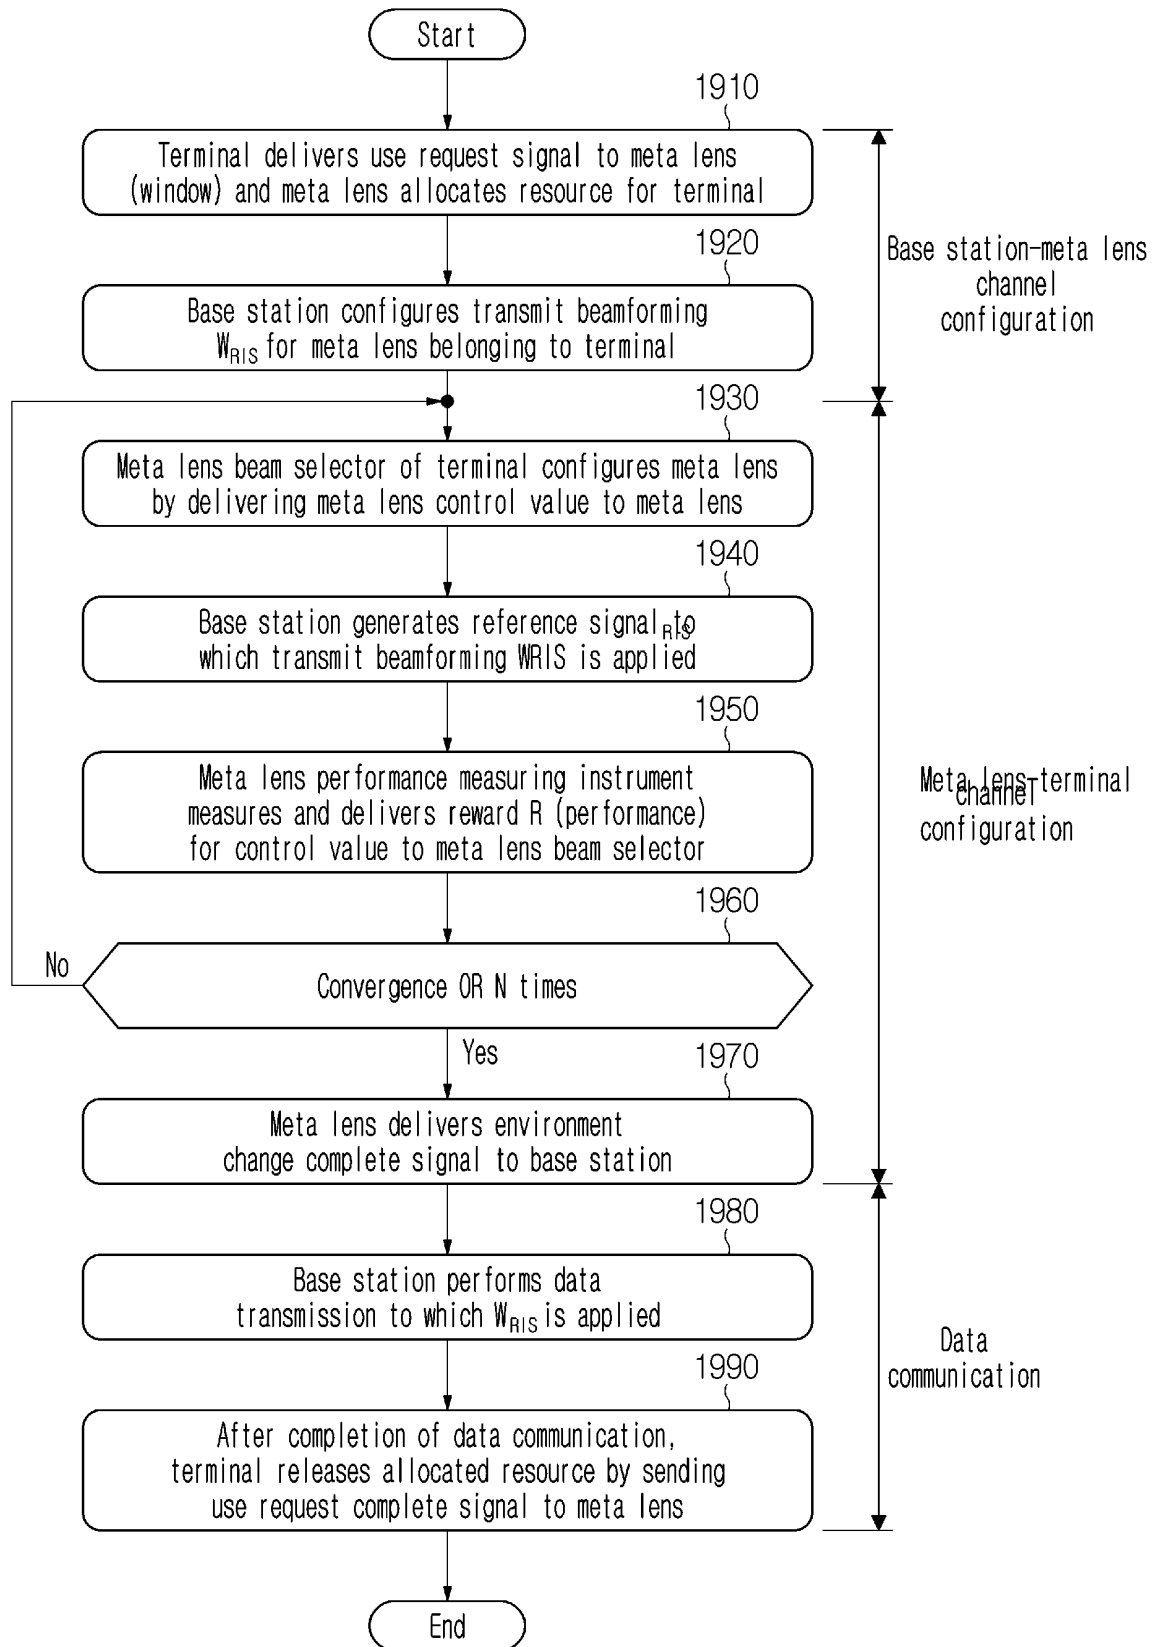 Start
1910
Terminal delivers use request signal to meta lens
(window) and meta lens allocates resource for terminal
1920
Base station configures transmit beamforming
WRIS for meta lens belonging to terminal
Base station-meta lens
channel
configuration
1930
Meta lens beam selector of terminal configures meta lens
by delivering meta lens control value to meta lens
1940
Base station generates reference signal RIS to
which transmit beamforming WRIS is applied
1950
Meta lens performance measuring instrument
measures and delivers reward R (performance)
for control value to meta lens beam selector
Meta lens-terminal
channel
configuration
1960
No
Convergence OR N times
Yes
1970
Meta lens delivers environment
change complete signal to base station
1980
Base station performs data
transmission to which WRIS is applied
Data
communication
1990
After completion of data communication,
terminal releases allocated resource by sending
use request complete signal to meta lens
End